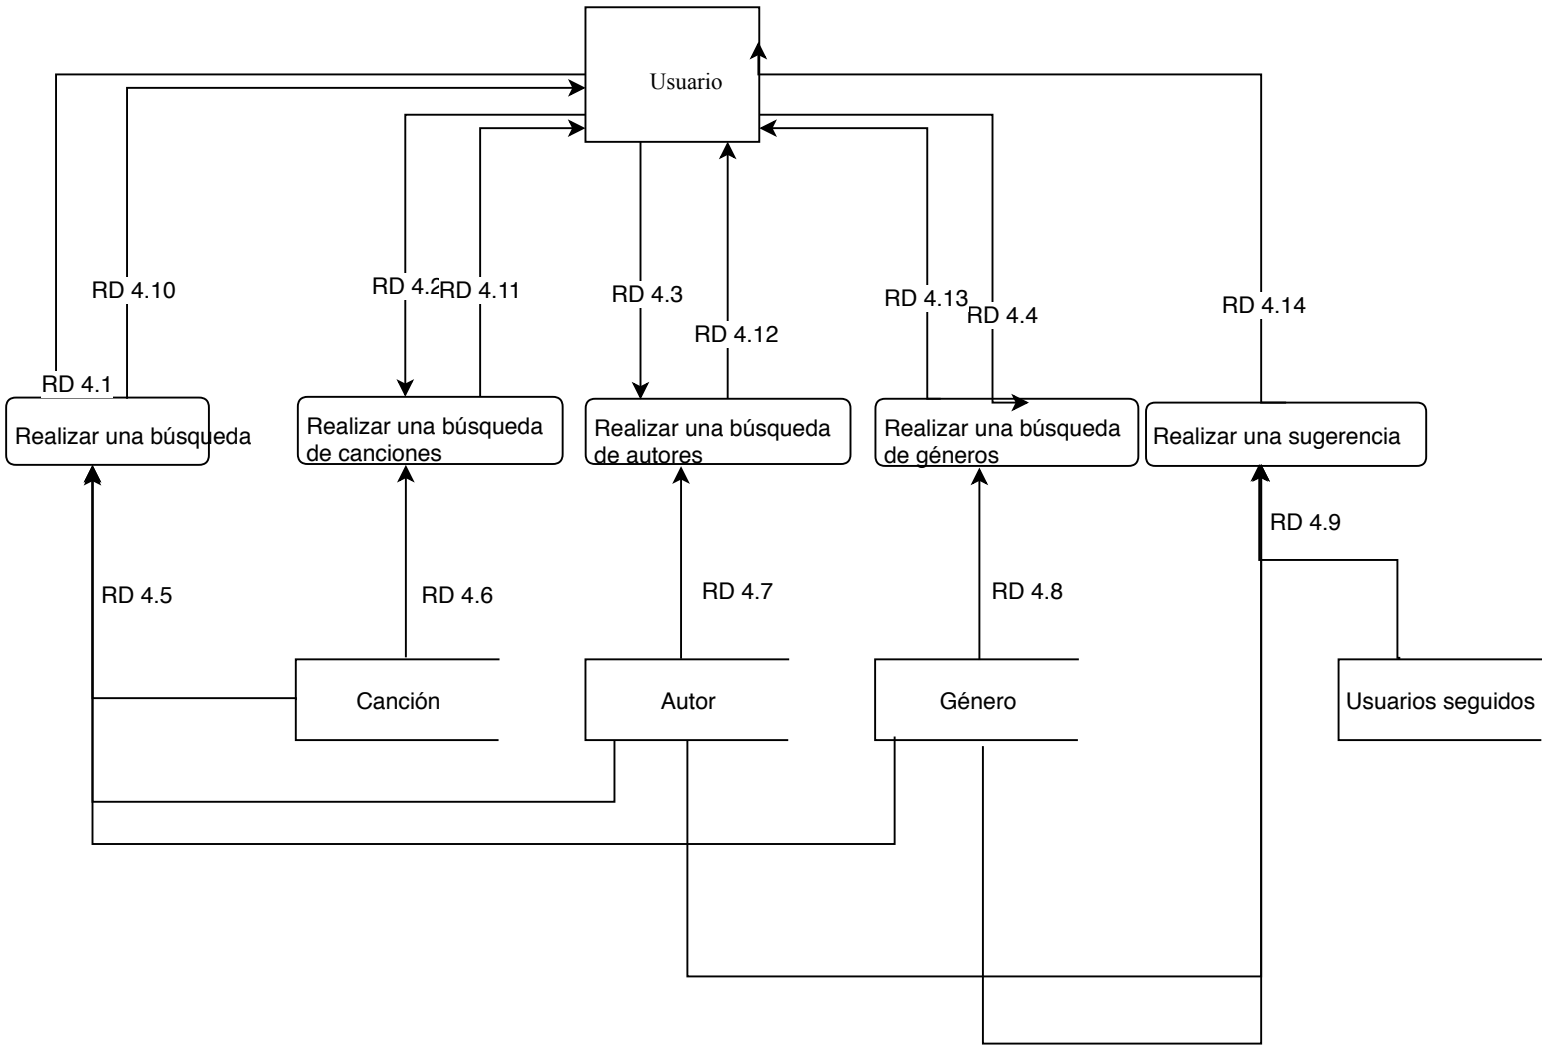 Usuario
RD 4.10
RD 4.2
RD 4.11
RD 4.3
RD 4.12
RD 4.13
RD 4.4
RD 4.14
RD 4.1
Realizar una búsqueda
Realizar una búsqueda
de canciones
Realizar una búsqueda
de autores
Realizar una búsqueda
de géneros
Realizar una sugerencia
RD 4.9
RD 4.5
RD 4.6
RD 4.7
RD 4.8
Canción
Autor
Género
Usuarios seguidos